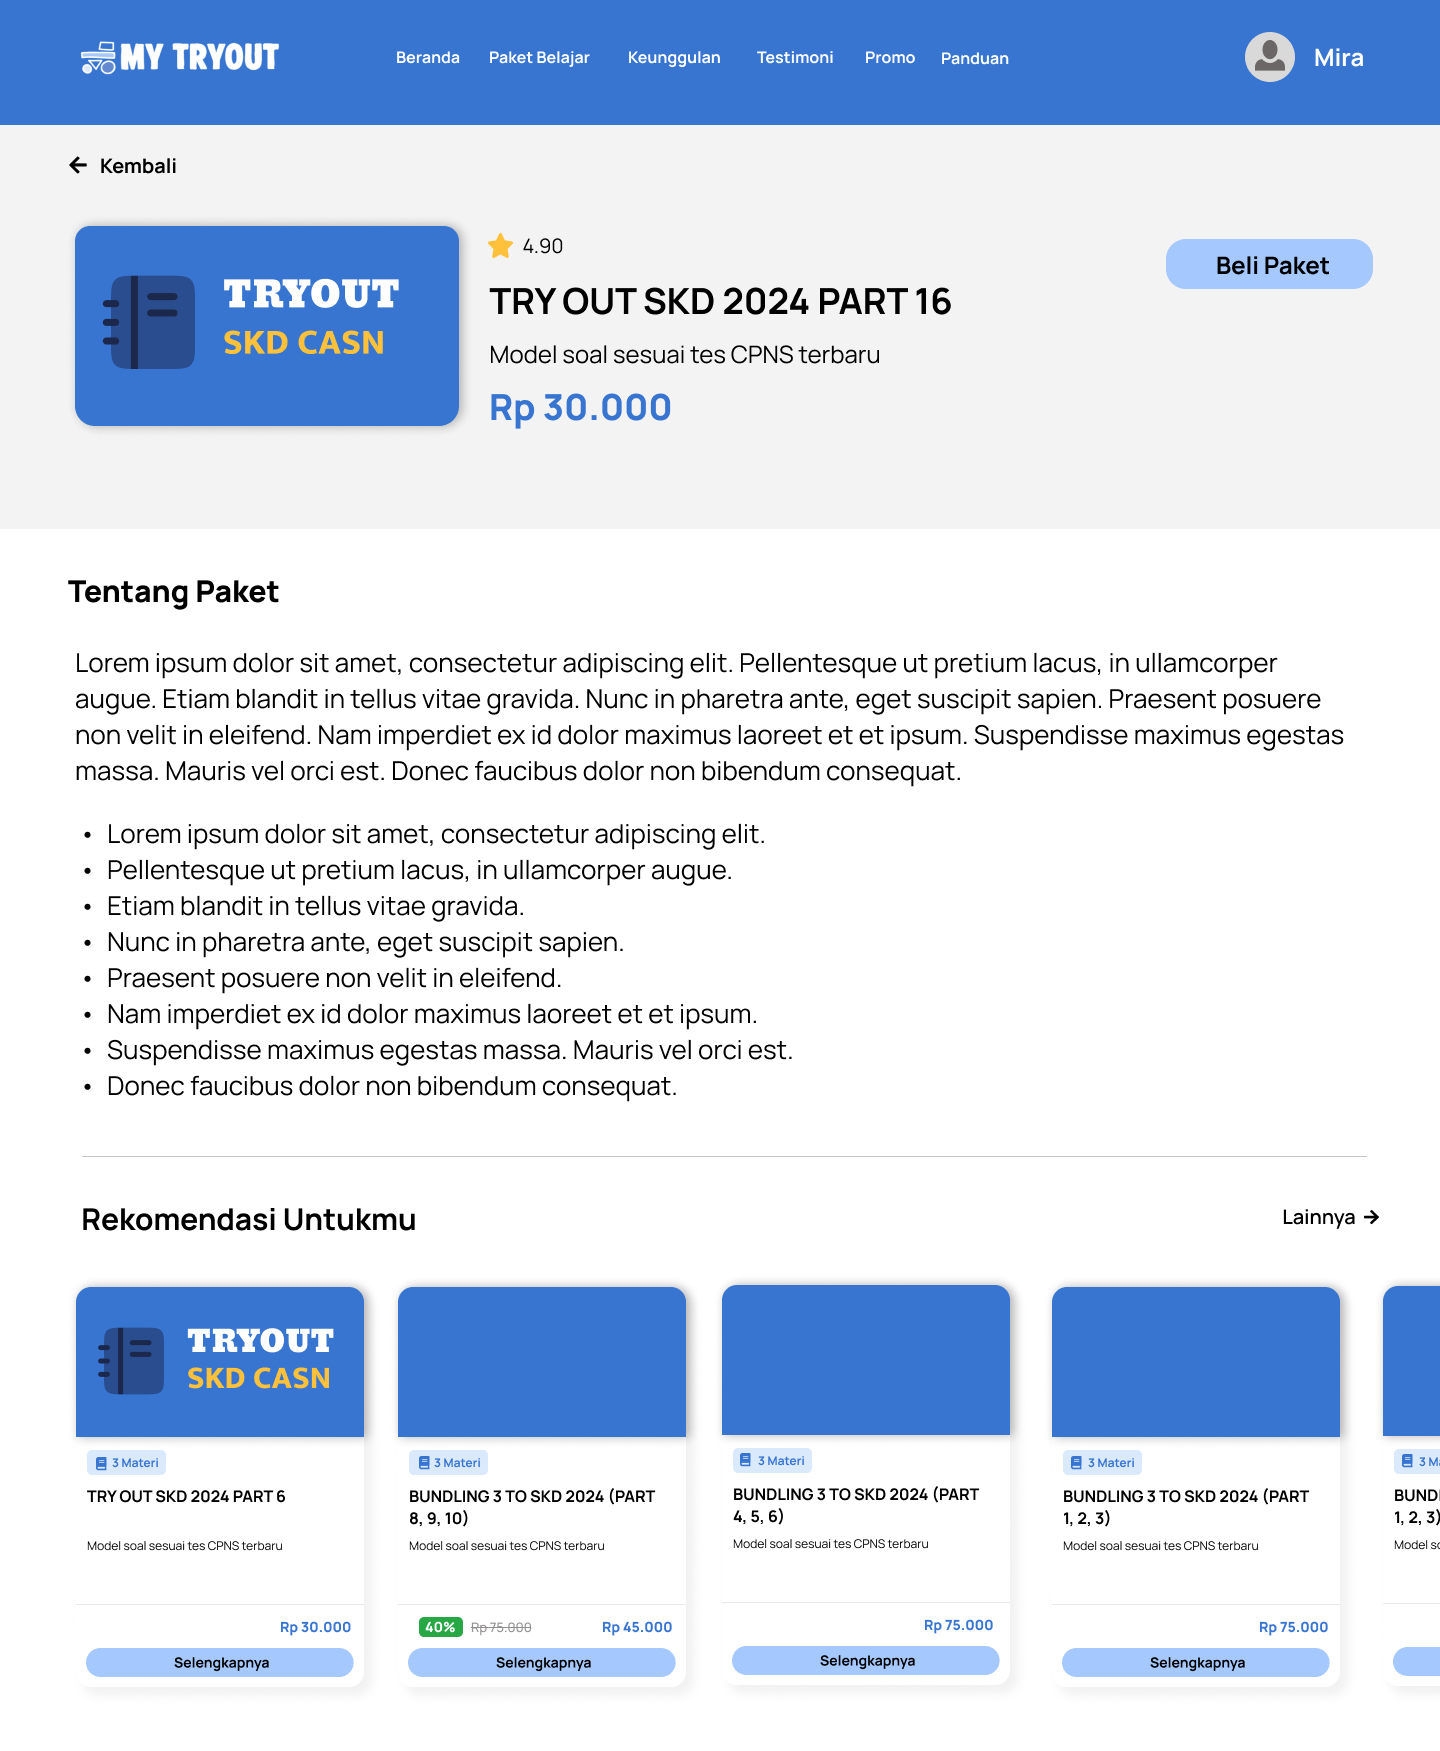 MY TRYOUT
Beranda Paket Belajar Keunggulan Testimoni Promo Panduan
Mira
Kembali
TRYOUT
SKD CASN
4.90
TRY OUT SKD 2024 PART 16
Model soal sesuai tes CPNS terbaru
Rp 30.000
Beli Paket
Tentang Paket
Lorem ipsum dolor sit amet, consectetur adipiscing elit. Pellentesque ut pretium lacus, in ullamcorper
augue. Etiam blandit in tellus vitae gravida. Nunc in pharetra ante, eget suscipit sapien. Praesent posuere
non velit in eleifend. Nam imperdiet ex id dolor maximus laoreet et et ipsum. Suspendisse maximus egestas
massa. Mauris vel orci est. Donec faucibus dolor non bibendum consequat.
• Lorem ipsum dolor sit amet, consectetur adipiscing elit.
• Pellentesque ut pretium lacus, in ullamcorper augue.
• Etiam blandit in tellus vitae gravida.
• Nunc in pharetra ante, eget suscipit sapien.
• Praesent posuere non velit in eleifend.
• Nam imperdiet ex id dolor maximus laoreet et et ipsum.
• Suspendisse maximus egestas massa. Mauris vel orci est.
• Donec faucibus dolor non bibendum consequat.
Rekomendasi Untukmu
Lainnya
TRYOUT
SKD CASN
3 Materi
TRY OUT SKD 2024 PART 6
Model soal sesuai tes CPNS terbaru
Rp 30.000
Selengkapnya
3 Materi
BUNDLING 3 TO SKD 2024 (PART
8, 9, 10)
Model soal sesuai tes CPNS terbaru
40% Rp 75.000 Rp 45.000
Selengkapnya
3 Materi
BUNDLING 3 TO SKD 2024 (PART
4, 5, 6)
Model soal sesuai tes CPNS terbaru
Rp 75.000
Selengkapnya
3 Materi
BUNDLING 3 TO SKD 2024 (PART
1, 2, 3)
Model soal sesuai tes CPNS terbaru
Rp 75.000
Selengkapnya
3 M
BUND
1, 2, 3)
Model s